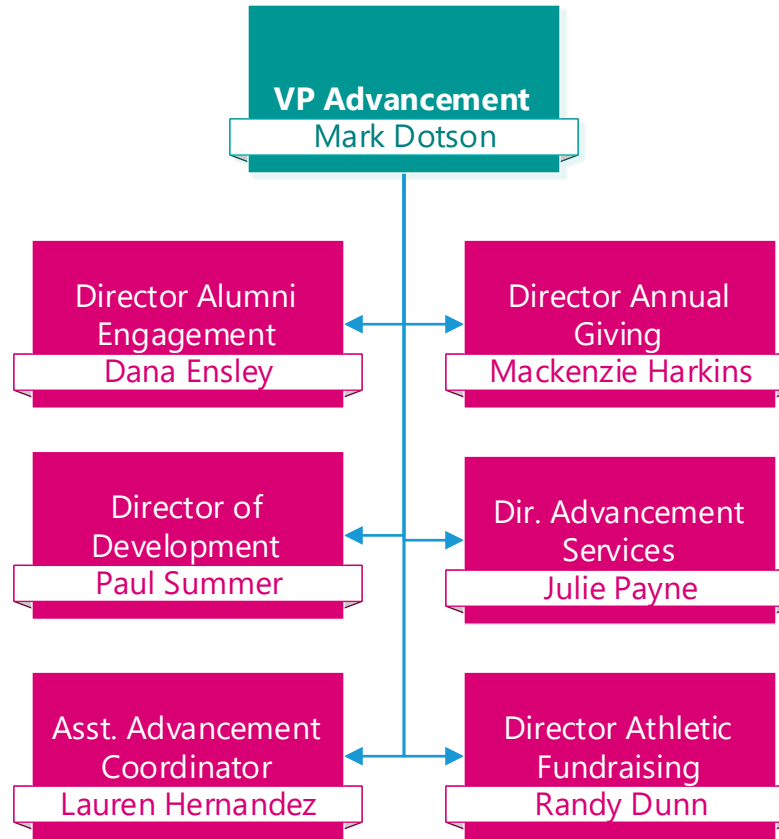 VP Advancement
Mark Dotson
Director Alumni
Engagement
Dana Ensley
Director Annual
Giving
Mackenzie Harkins
Director of
Development
Paul Summer
Dir. Advancement
Services
Julie Payne
Asst. Advancement
Coordinator
Lauren Hernandez
Director Athletic
Fundraising
Randy Dunn